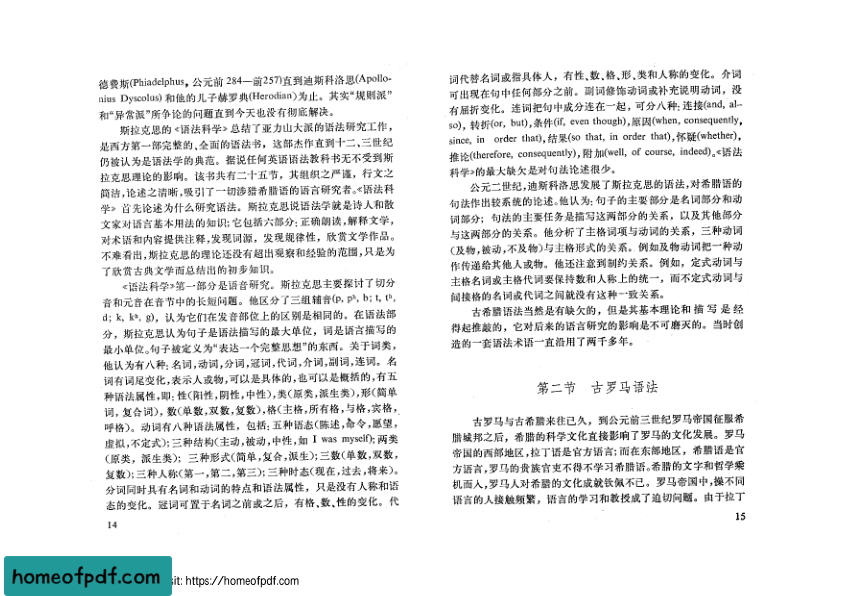 德费斯(Phiadelphus, 公元前 284—前257)直到迪斯科洛思(Apollo-
nius Dyscolus) 和他的儿子赫罗典(Herodian)为止。其实“规则派”
和“异常派”所争论的问题直到今天也没有彻底解决。
斯拉克思的《语法科学》总结了亚力山大派的语法研究工作，
是西方第一部完整的、全面的语法书，这部杰作直到十二、三世纪
仍被认为是语法学的典范。据说任何英语语法教科书无不受到斯
拉克思理论的影响。该书共有二十五节，其组织之严谨，行文之
简洁，论述之清晰，吸引了一切涉猎希腊语的语言研究者。《语法科
学》首先论述为什么研究语法。斯拉克思说语法学就是诗人和散
文家对语言基本用法的知识；它包括六部分：正确朗读，解释文学，
对术语和内容提供注释，发现词源，发现规律性，欣赏文学作品。
不难看出，斯拉克思的理论还没有超出观察和经验的范围，只是为
了欣赏古典文学而总结出的初步知识。
《语法科学》第一部分是语音研究。斯拉克思主要探讨了切分
音和元音在音节中的长短问题。他区分了三组辅音(p, pʰ, b; t, tʰ,
d; k, kʰ, g)，认为它们在发音部位上的区别是相同的。在语法部
分，斯拉克思认为句子是语法描写的最大单位，词是语言描写的
最小单位。句子被定义为“表达一个完整思想”的东西。关于词类，
他认为有八种：名词，动词，分词，冠词，代词，介词，副词，连词。名
词有词尾变化，表示人或物，可以是具体的，也可以是概括的，有五
种语法属性，即：性(阳性，阴性，中性)，类(原类，派生类)，形(简单
词，复合词)，数(单数，双数，复数)，格(主格，所有格，与格，宾格，
呼格)。动词有八种语法属性，包括：五种语态(陈述，命令，愿望，
虚拟，不定式)；三种结构(主动，被动，中性，如 I was myself)；两类
(原类，派生类)；三种形式(简单，复合，派生)；三数(单数，双数，
复数)；三种人称(第一，第二，第三)；三种时态(现在，过去，将来)。
分词同时具有名词和动词的特点和语法属性，只是没有人称和语
态的变化。冠词可置于名词之前或之后，有格、数、性的变化。代
14
词代替名词或指具体人，有性、数、格、形、类和人称的变化。介词
可出现在句中任何部分之前。副词修饰动词或补充说明动词，没
有屈折变化。连词把句中成分连在一起，可分八种：连接(and, al-
so)，转折(or, but)，条件(if, even though)，原因(when, consequently,
since, in order that)，结果(so that, in order that)，怀疑(whether)，
推论(therefore, consequently)，附加(well, of course, indeed)。《语法
科学》的最大缺欠是对句法论述很少。
公元二世纪，迪斯科洛思发展了斯拉克思的语法，对希腊语的
句法作出较系统的论述。他认为：句子的主要部分是名词部分和动
词部分；句法的主要任务是描写这两部分的关系，以及其他部分
与这两部分的关系。他分析了主格词项与动词的关系，三种动词
(及物，被动，不及物)与主格形式的关系。例如及物动词把一种动
作传递给其他人或物。他还注意到制约关系。例如，定式动词与
主格名词或主格代词要保持数和人称上的统一，而不定式动词与
间接格的名词或代词之间就没有这种一致关系。
古希腊语法当然是有缺欠的，但是其基本理论和描写是经
得起推敲的，它对后来的语言研究的影响是不可磨灭的。当时创
造的一套语法术语一直沿用了两千多年。
第二节 古罗马语法
古罗马与古希腊来往已久，到公元前三世纪罗马帝国征服希
腊城邦之后，希腊的科学文化直接影响了罗马的文化发展。罗马
帝国的西部地区，拉丁语是官方语言；而在东部地区，希腊语是官
方语言，罗马的贵族官吏不得不学习希腊语。希腊的文字和哲学乘
机而入，罗马人对希腊的文化成就钦佩不已。罗马帝国中，操不同
语言的人接触频繁，语言的学习和教授成了迫切问题。由于拉丁
15
homeofpdf.com
sit: https://homeofpdf.com